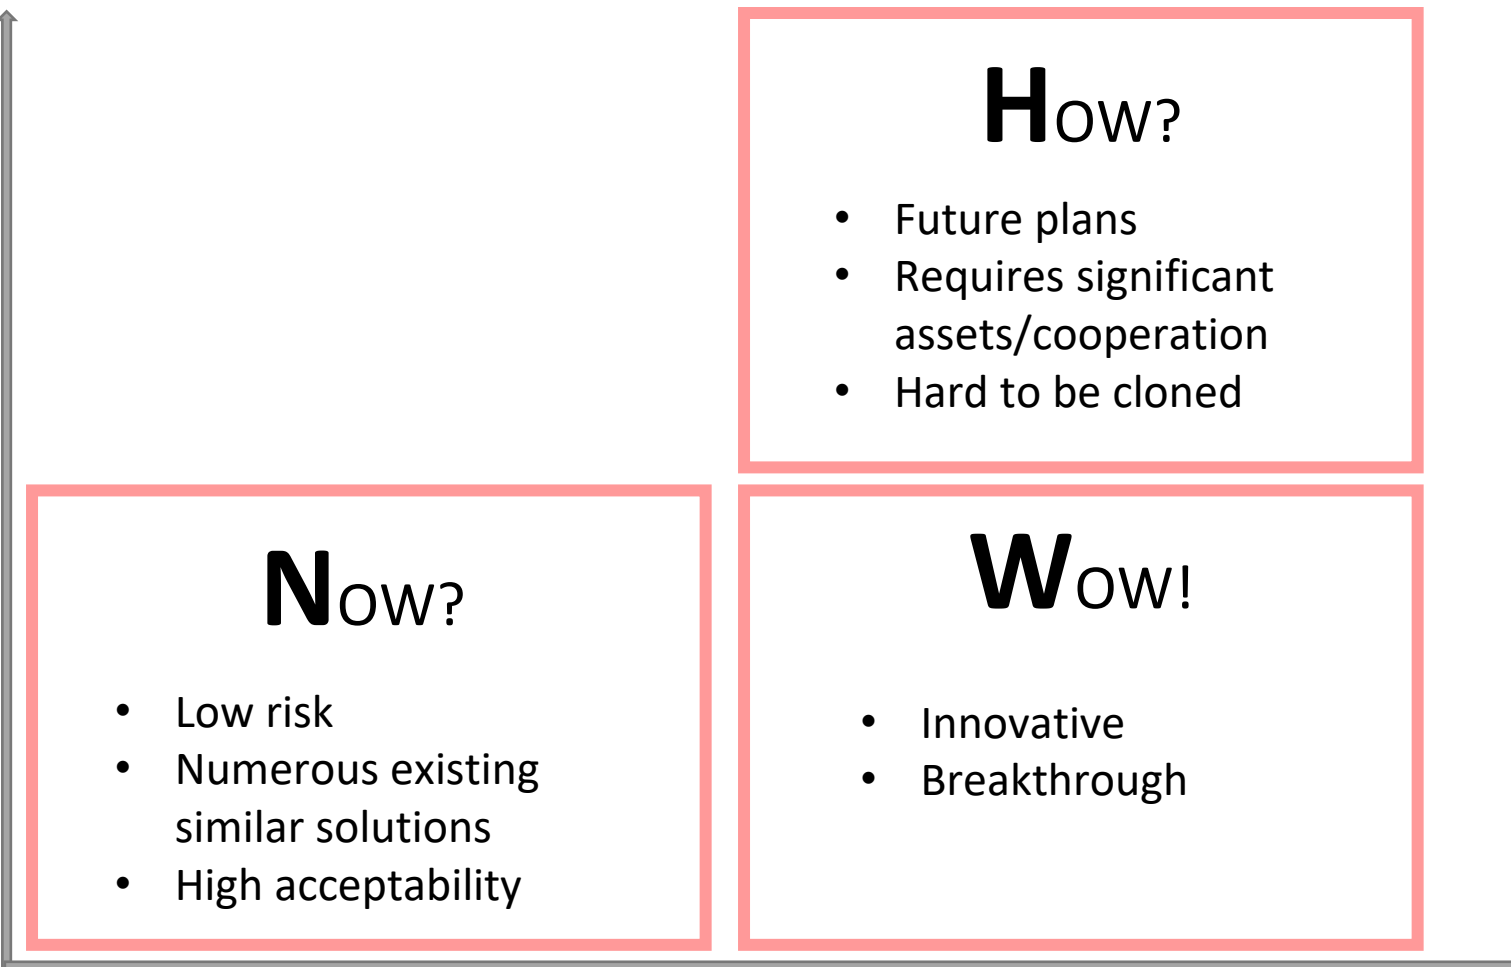 HOW?
• Future plans
• Requires significant
assets/cooperation
• Hard to be cloned
NOW?
• Low risk
• Numerous existing
similar solutions
• High acceptability
WOW!
• Innovative
• Breakthrough